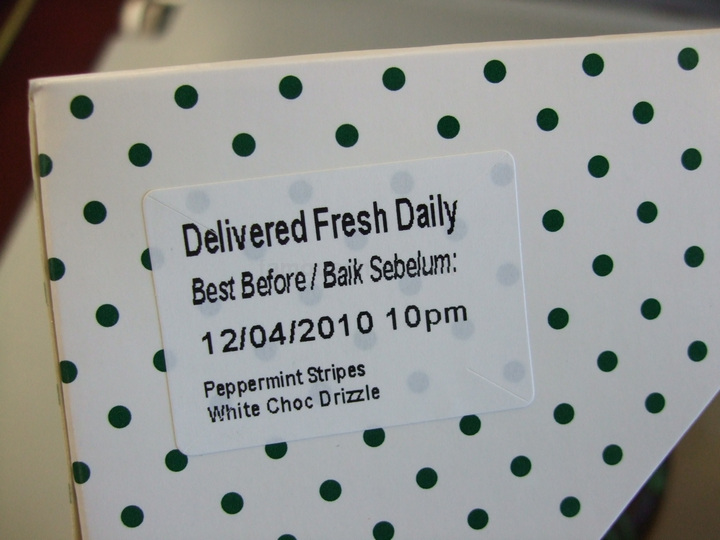 Delivered Fresh Daily
Best Before / Baik Sebelum:
12/04/2010 10pm
Peppermint Stripes
White Choc Drizzle